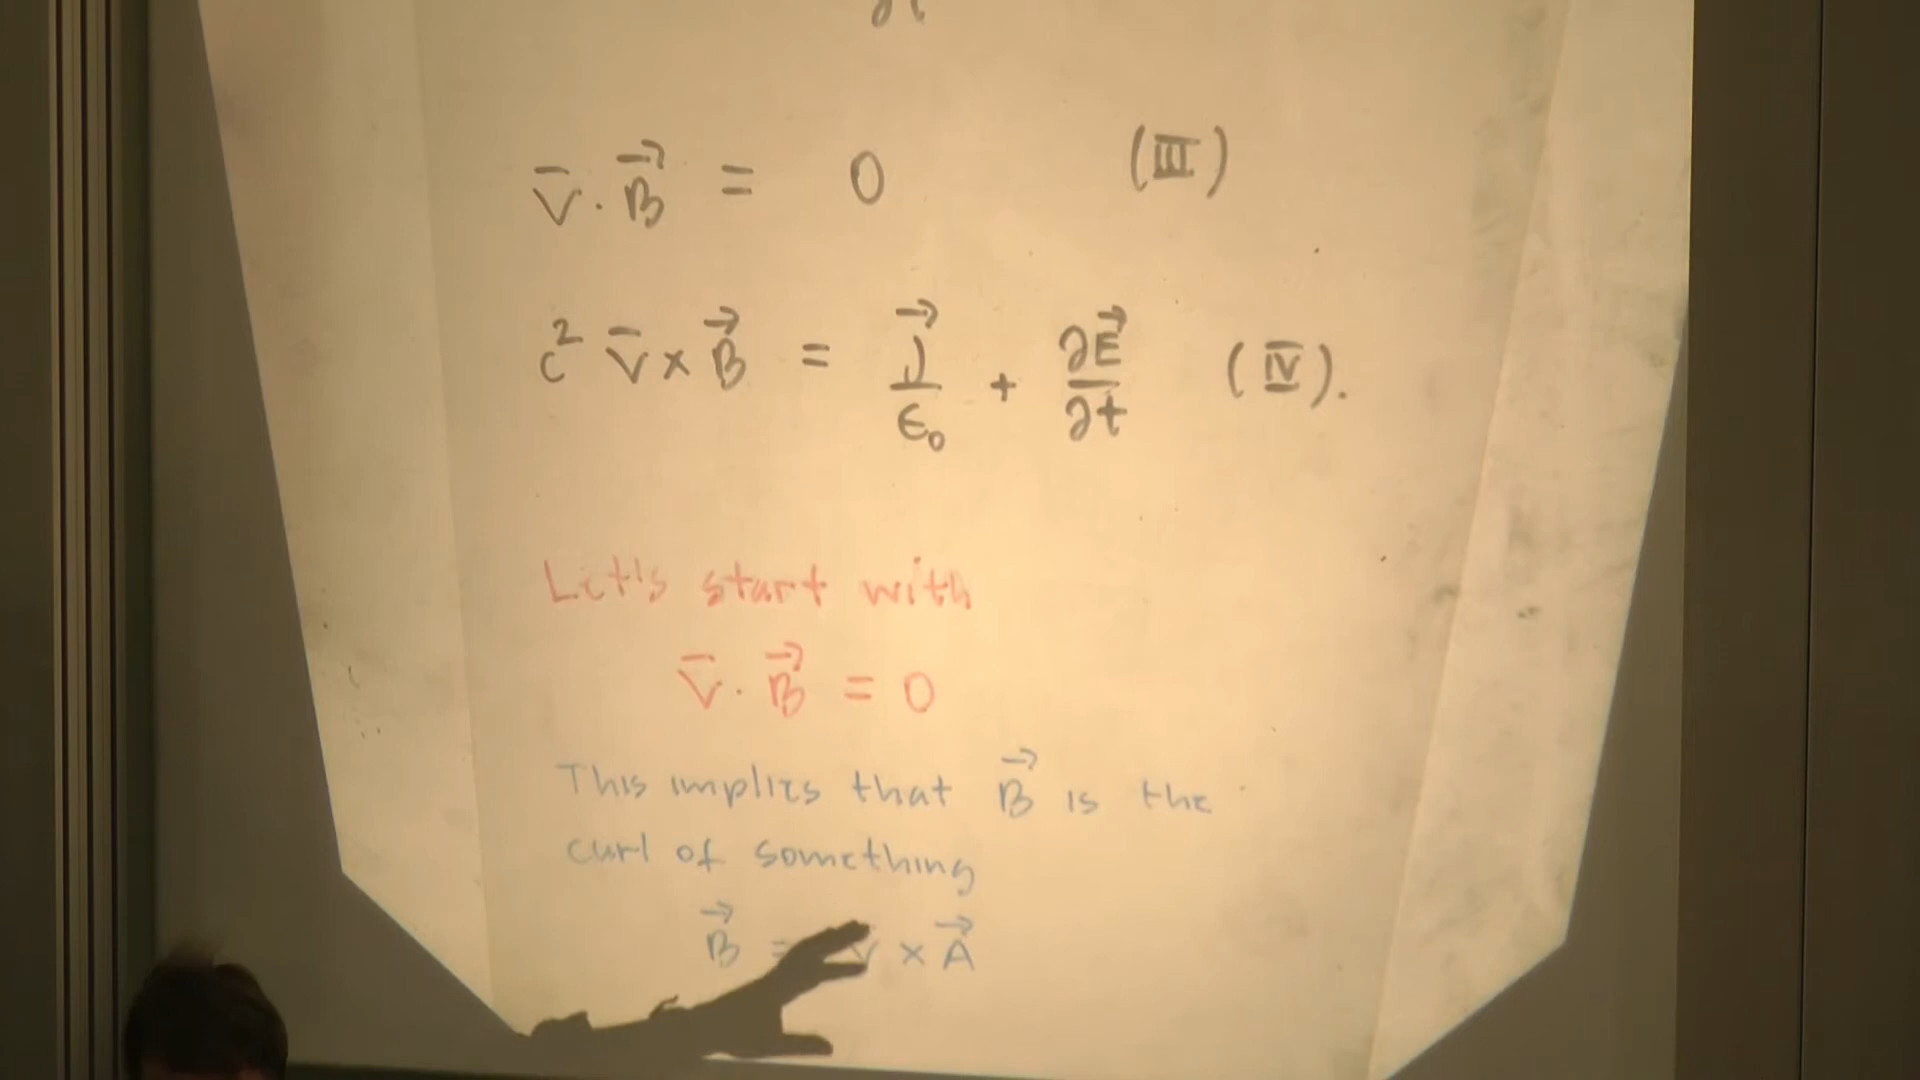 ∇ · B⃗ = 0 (III)
c² ∇ × B⃗ = J⃗/ε₀ + ∂E⃗/∂t (IV).
Let's start with
∇ · B⃗ = 0
This implies that B⃗ is the
curl of something
B⃗ = ∇ × A⃗